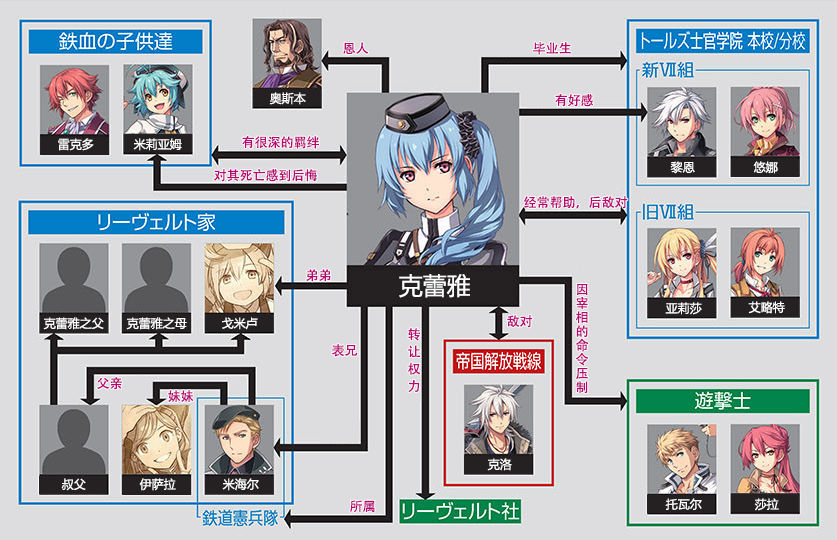 鉄血の子供達
雷克多
米莉亚姆
奥斯本
恩人
毕业生
トールズ士官学院 本校/分校
新Ⅶ組
有好感
黎恩
悠娜
有很深的羁绊
对其死亡感到后悔
经常帮助，后敌对
旧Ⅶ組
亚莉莎
艾略特
克蕾雅
リーヴェルト家
克蕾雅之父
克蕾雅之母
戈米卢
弟弟
表兄
父亲
妹妹
叔父
伊萨拉
米海尔
鉄道憲兵隊
所属
转让权力
リーヴェルト社
敌对
帝国解放戦線
克洛
因宰相的命令压制
遊撃士
托瓦尔
莎拉